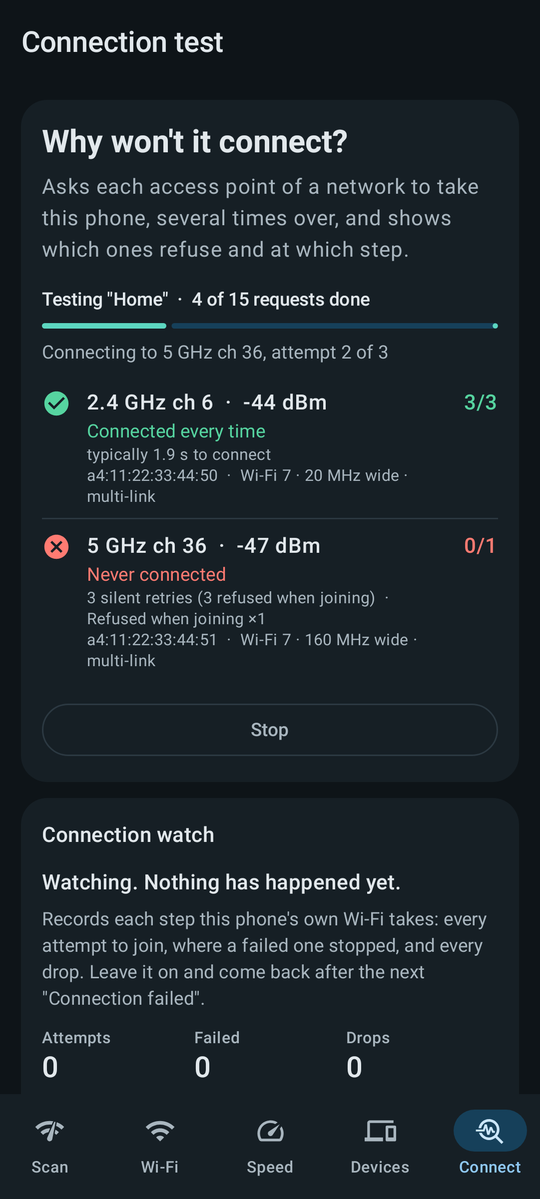 Connection test
Why won't it connect?
Asks each access point of a network to take
this phone, several times over, and shows
which ones refuse and at which step.
Testing "Home" · 4 of 15 requests done
Connecting to 5 GHz ch 36, attempt 2 of 3
2.4 GHz ch 6 · -44 dBm 3/3
Connected every time
typically 1.9 s to connect
a4:11:22:33:44:50 · Wi-Fi 7 · 20 MHz wide ·
multi-link
5 GHz ch 36 · -47 dBm 0/1
Never connected
3 silent retries (3 refused when joining) ·
Refused when joining ×1
a4:11:22:33:44:51 · Wi-Fi 7 · 160 MHz wide ·
multi-link
Stop
Connection watch
Watching. Nothing has happened yet.
Records each step this phone's own Wi-Fi takes: every
attempt to join, where a failed one stopped, and every
drop. Leave it on and come back after the next
"Connection failed".
Attempts Failed Drops
0 0 0
Scan Wi-Fi Speed Devices Connect